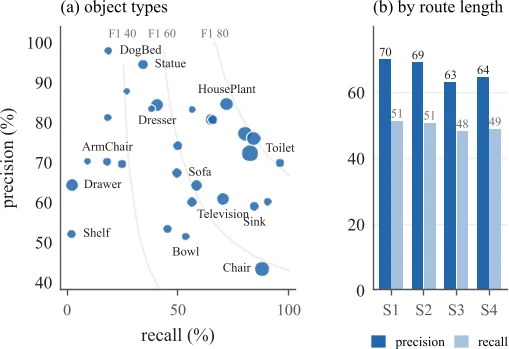 (a) object types
(b) by route length
F1 40
F1 60
F1 80
100
90
80
70
60
50
40
precision (%)
DogBed
Statue
HousePlant
Dresser
ArmChair
Toilet
Drawer
Sofa
Television
Sink
Shelf
Bowl
Chair
0
50
100
recall (%)
80
60
40
20
0
70
69
63
64
51
51
48
49
S1
S2
S3
S4
precision
recall